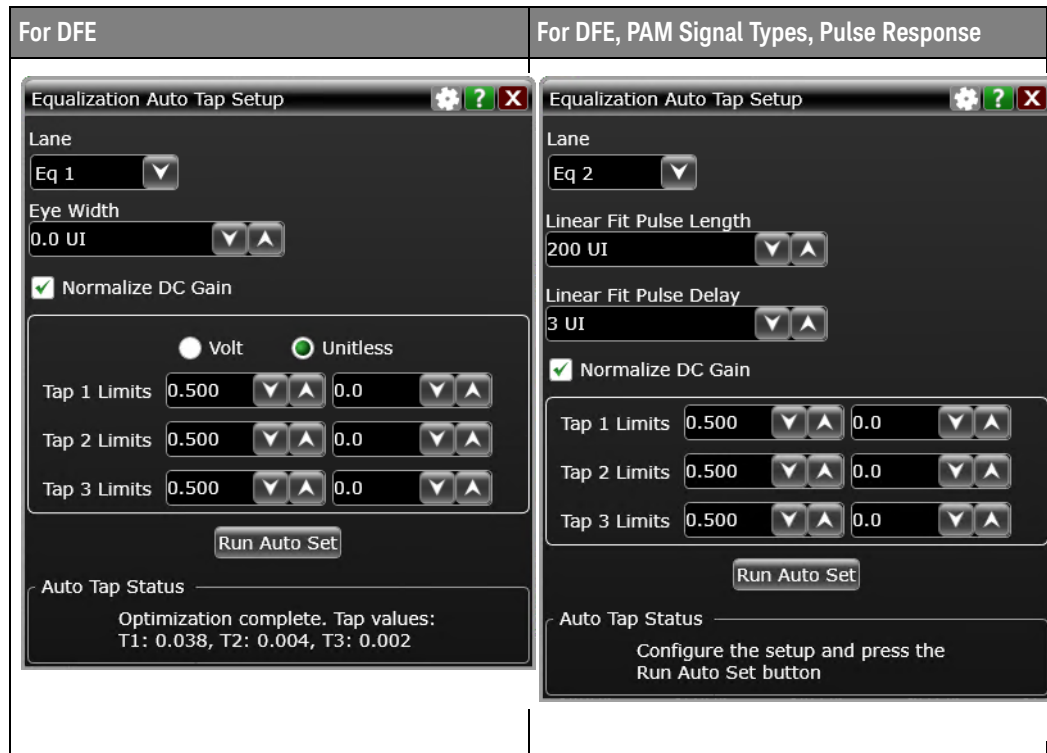 For DFE
Equalization Auto Tap Setup ?
Lane
Eq 1
Eye Width
0.0 UI
Normalize DC Gain
Volt Unitless
Tap 1 Limits 0.500 0.0
Tap 2 Limits 0.500 0.0
Tap 3 Limits 0.500 0.0
Run Auto Set
Auto Tap Status
Optimization complete. Tap values:
T1: 0.038, T2: 0.004, T3: 0.002
For DFE, PAM Signal Types, Pulse Response
Equalization Auto Tap Setup ? X
Lane
Eq 2
Linear Fit Pulse Length
200 UI
Linear Fit Pulse Delay
3 UI
Normalize DC Gain
Tap 1 Limits 0.500 0.0
Tap 2 Limits 0.500 0.0
Tap 3 Limits 0.500 0.0
Run Auto Set
Auto Tap Status
Configure the setup and press the
Run Auto Set button